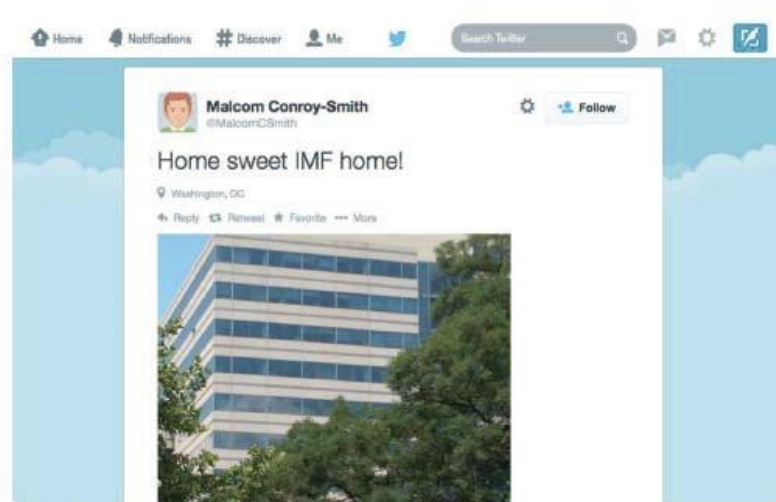 Home Notifications # Discover Me Search Twitter
Malcom Conroy-Smith Follow
@MalcomCSmith
Home sweet IMF home!
Washington, DC
Reply Retweet Favorite ••• More